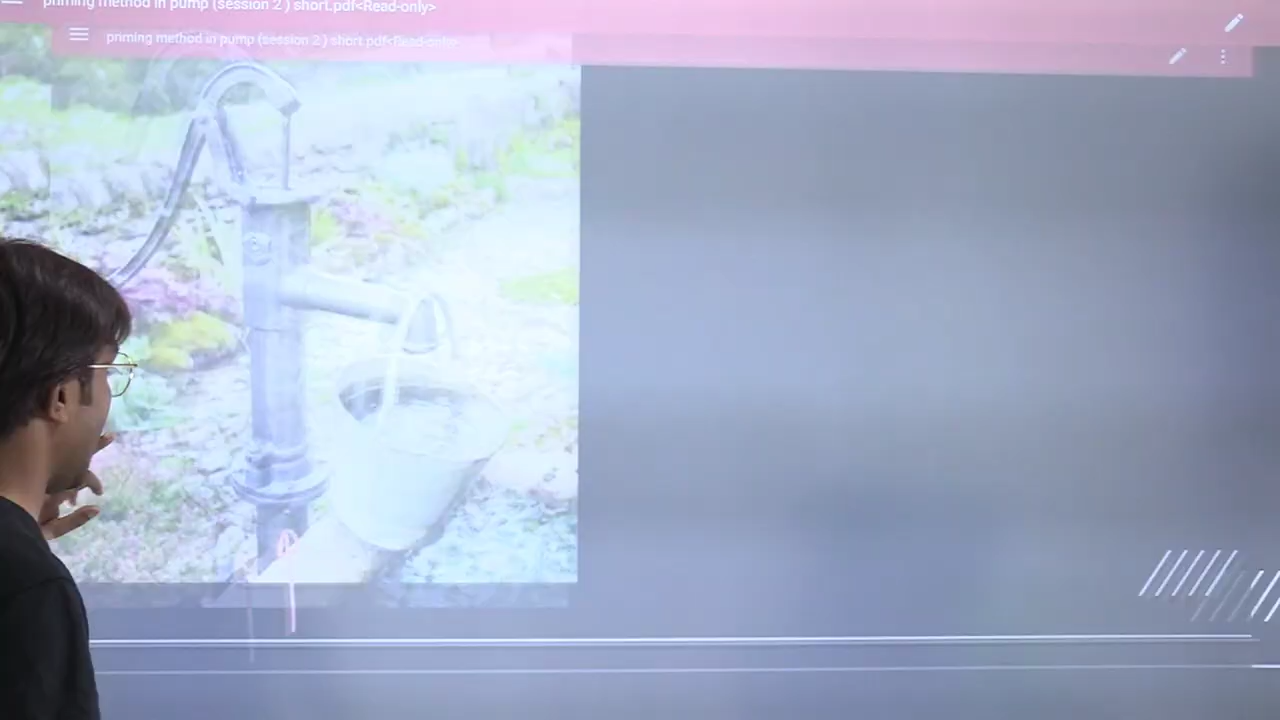 priming method in pump (session 2 ) short.pdf<Read-only>
priming method in pump (session 2 ) short.pdf<Read-only>